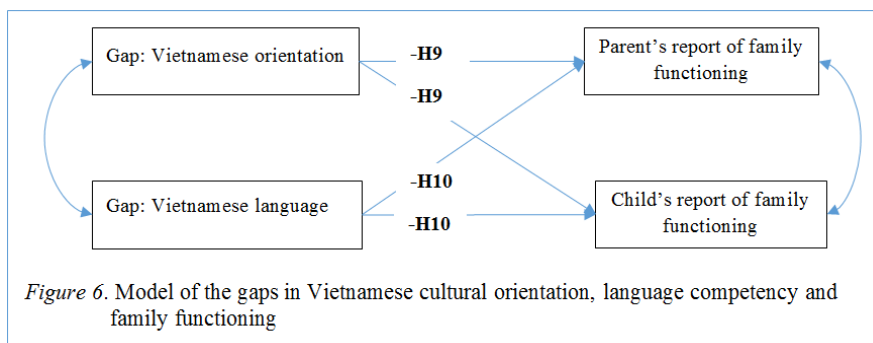 Gap: Vietnamese orientation
-H9
-H9
Parent's report of family
functioning
Gap: Vietnamese language
-H10
-H10
Child's report of family
functioning
Figure 6. Model of the gaps in Vietnamese cultural orientation, language competency and
family functioning